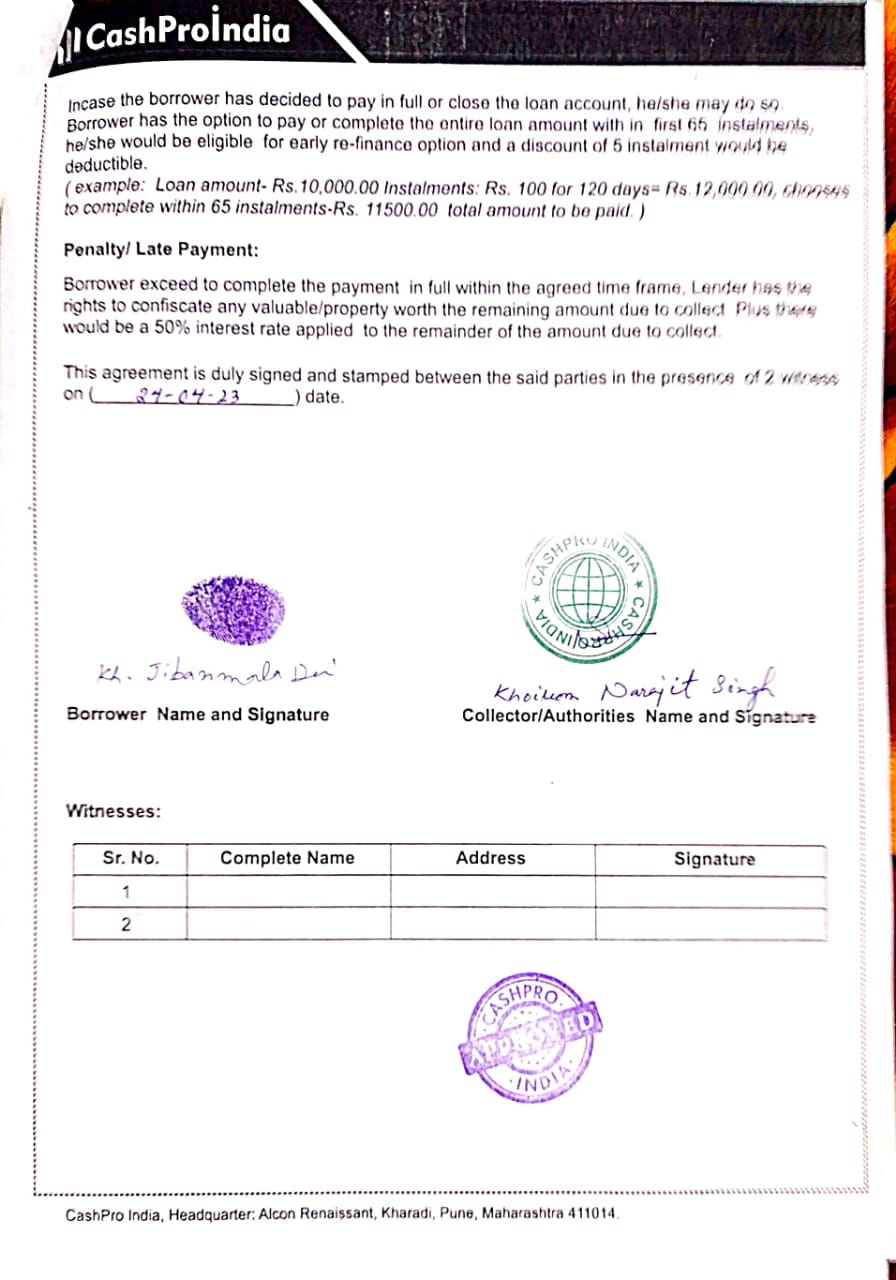 CashProIndia
Incase the borrower has decided to pay in full or close the loan account, he/she may do so.
Borrower has the option to pay or complete the entire loan amount with in first 65 instalments,
he/she would be eligible for early re-finance option and a discount of 5 instalment would be
deductible.
( example: Loan amount- Rs.10,000.00 Instalments: Rs. 100 for 120 days= Rs.12,000.00, chooses
to complete within 65 instalments-Rs. 11500.00 total amount to be paid. )
Penalty/ Late Payment:
Borrower exceed to complete the payment in full within the agreed time frame, Lender has the
rights to confiscate any valuable/property worth the remaining amount due to collect Plus there
would be a 50% interest rate applied to the remainder of the amount due to collect.
This agreement is duly signed and stamped between the said parties in the presence of 2 witness
on ( -04-23 ) date.
CASHPRO INDIA ★ CASHPRO INDIA ★
Kh. Jibanmala Devi
Narajit Singh
Borrower Name and Signature
Collector/Authorities Name and Signature
Witnesses:
Sr. No. Complete Name Address Signature
1
2
CASHPRO
APPROVED
INDIA
CashPro India, Headquarter: Alcon Renaissant, Kharadi, Pune, Maharashtra 411014.